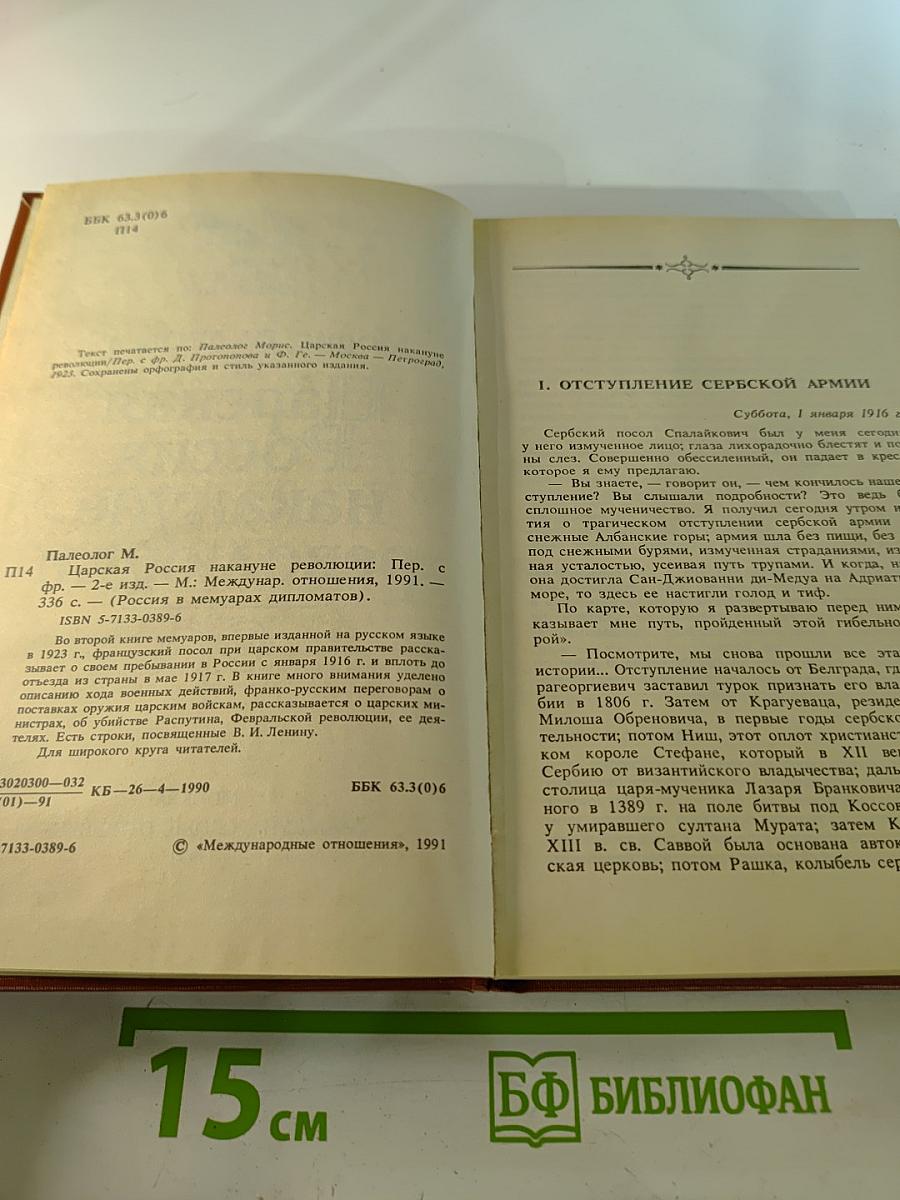 ББК 63.3(0)6
П14
Текст печатается по: Палеолог Морис. Царская Россия накануне
революции/Пер. с фр. Д. Протопопова и Ф. Ге. — Москва — Петроград,
1923. Сохранены орфография и стиль указанного издания.
Палеолог М.
П14 Царская Россия накануне революции: Пер. с
фр. — 2-е изд. — М.: Междунар. отношения, 1991. —
336 с. — (Россия в мемуарах дипломатов).
ISBN 5-7133-0389-6
Во второй книге мемуаров, впервые изданной на русском языке
в 1923 г., французский посол при царском правительстве расска-
зывает о своем пребывании в России с января 1916 г. и вплоть до
отъезда из страны в мае 1917 г. В книге много внимания уделено
описанию хода военных действий, франко-русским переговорам о
поставках оружия царским войскам, рассказывается о царских ми-
нистрах, об убийстве Распутина, Февральской революции, ее дея-
телях. Есть строки, посвященные В. И. Ленину.
Для широкого круга читателей.
3020300—032
(01)—91
КБ—26—4—1990
ББК 63.3(0)6
7133-0389-6
© «Международные отношения», 1991
I. ОТСТУПЛЕНИЕ СЕРБСКОЙ АРМИИ
Суббота, 1 января 1916 г
Сербский посол Спалайкович был у меня сегодн
у него измученное лицо; глаза лихорадочно блестят и по
ны слез. Совершенно обессиленный, он падает в крес
которое я ему предлагаю.
— Вы знаете, — говорит он, — чем кончилось наше
ступление? Вы слышали подробности? Это ведь б
сплошное мученичество. Я получил сегодня утром и
тия о трагическом отступлении сербской армии
снежные Албанские горы; армия шла без пищи, без
под снежными бурями, измученная страданиями, из
ная усталостью, усеивая путь трупами. И когда, н
она достигла Сан-Джиованни ди-Медуа на Адриат
море, то здесь ее настигли голод и тиф.
По карте, которую я развертываю перед ним
казывает мне путь, пройденный этой гибельно
рой».
— Посмотрите, мы снова прошли все эта
истории... Отступление началось от Белграда, гд
рагеоргиевич заставил турок признать его вла
бии в 1806 г. Затем от Крагуеваца, резиде
Милоша Обреновича, в первые годы сербско
тельности; потом Ниш, этот оплот христианст
ком короле Стефане, который в XII ве
Сербию от византийского владычества; даль
столица царя-мученика Лазаря Бранковича
ного в 1389 г. на поле битвы под Коссов
у умиравшего султана Мурата; затем К
XIII в. св. Саввой была основана авток
ская церковь; потом Рашка, колыбель сер
15 см
БФ БИБЛИОФАН